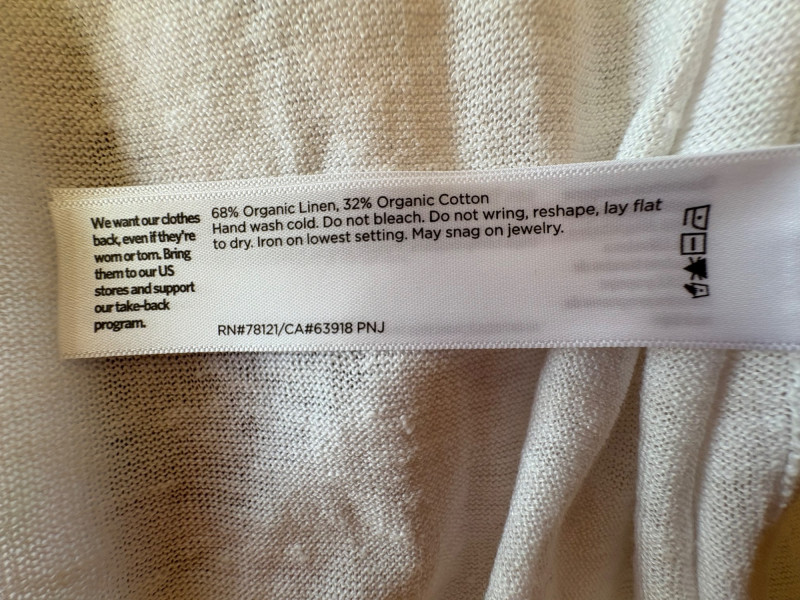 We want our clothes
back, even if they're
worn or torn. Bring
them to our US
stores and support
our take-back
program.
68% Organic Linen, 32% Organic Cotton
Hand wash cold. Do not bleach. Do not wring, reshape, lay flat
to dry. Iron on lowest setting. May snag on jewelry.
RN#78121/CA#63918 PNJ